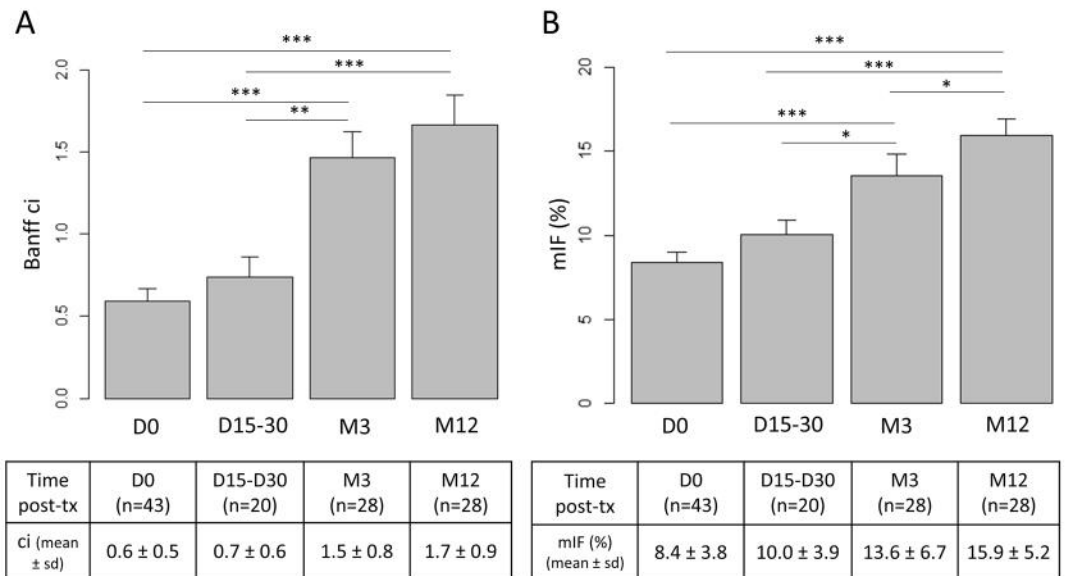 A
***
***
***
**
2.0
1.5
1.0
0.5
0.0
Banff ci
D0 D15-30 M3 M12
Time post-tx D0 (n=43) D15-D30 (n=20) M3 (n=28) M12 (n=28)
ci (mean ± sd) 0.6 ± 0.5 0.7 ± 0.6 1.5 ± 0.8 1.7 ± 0.9
B
***
***
*
***
*
20
15
10
5
0
mIF (%)
D0 D15-30 M3 M12
Time post-tx D0 (n=43) D15-D30 (n=20) M3 (n=28) M12 (n=28)
mIF (%) (mean ± sd) 8.4 ± 3.8 10.0 ± 3.9 13.6 ± 6.7 15.9 ± 5.2